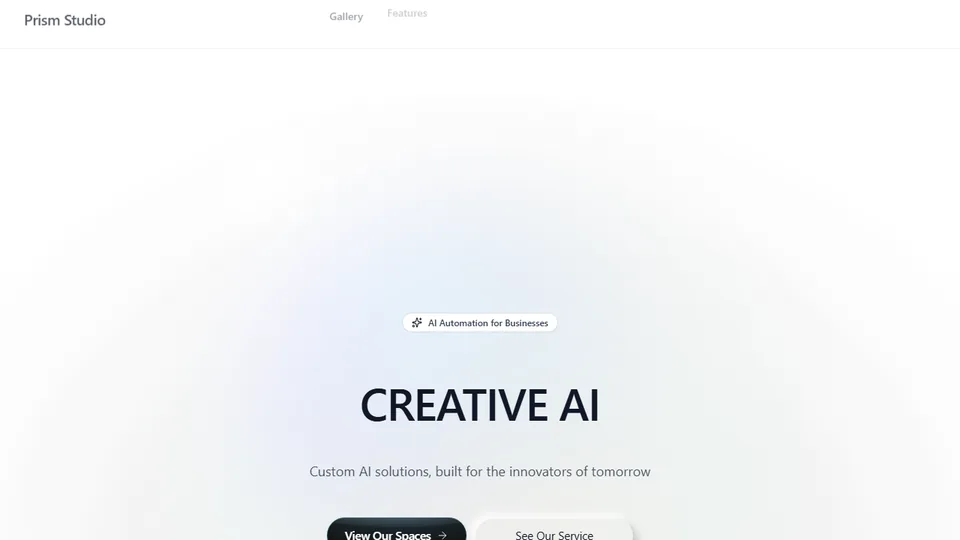 Prism Studio
Gallery
Features
AI Automation for Businesses
CREATIVE AI
Custom AI solutions, built for the innovators of tomorrow
View Our Spaces
See Our Service